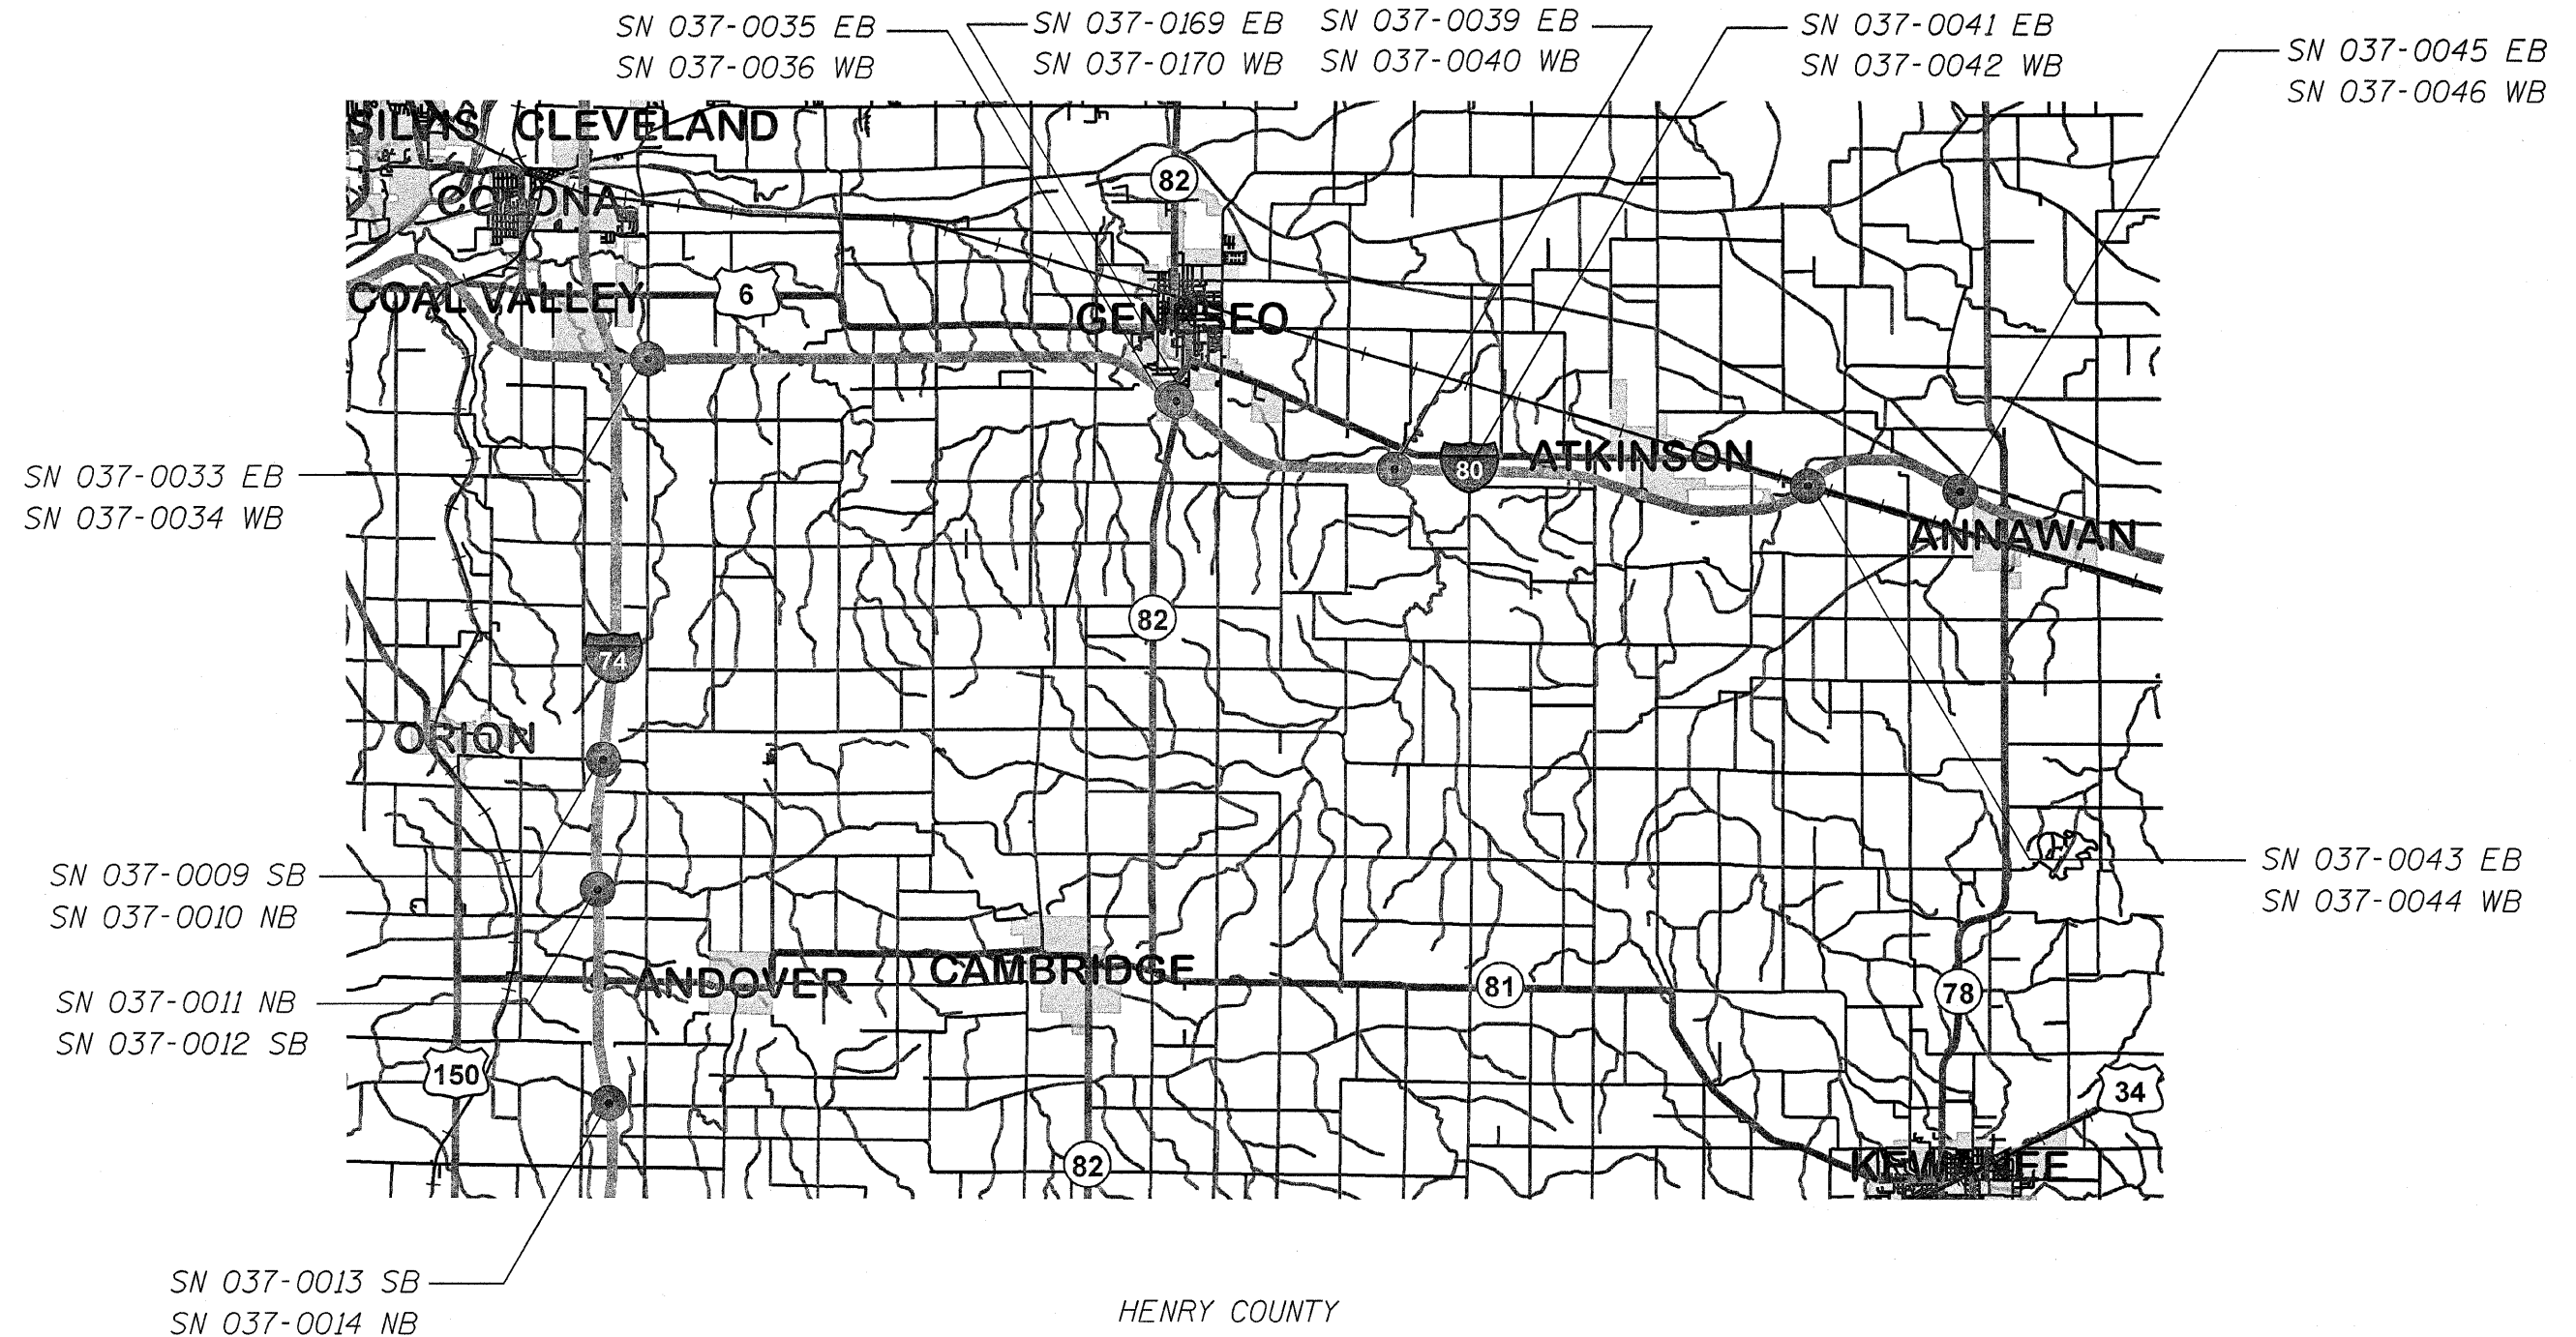 SN 037-0035 EB
SN 037-0036 WB
SN 037-0169 EB
SN 037-0170 WB
SN 037-0039 EB
SN 037-0040 WB
SN 037-0041 EB
SN 037-0042 WB
SN 037-0045 EB
SN 037-0046 WB
SILVIS
CLEVELAND
COLONA
82
COAL VALLEY
6
GENESEO
SN 037-0033 EB
SN 037-0034 WB
80
ATKINSON
ANNAWAN
82
74
ORION
SN 037-0009 SB
SN 037-0010 NB
SN 037-0043 EB
SN 037-0044 WB
ANDOVER
CAMBRIDGE
81
78
SN 037-0011 NB
SN 037-0012 SB
150
34
82
KEWANEE
SN 037-0013 SB
SN 037-0014 NB
HENRY COUNTY